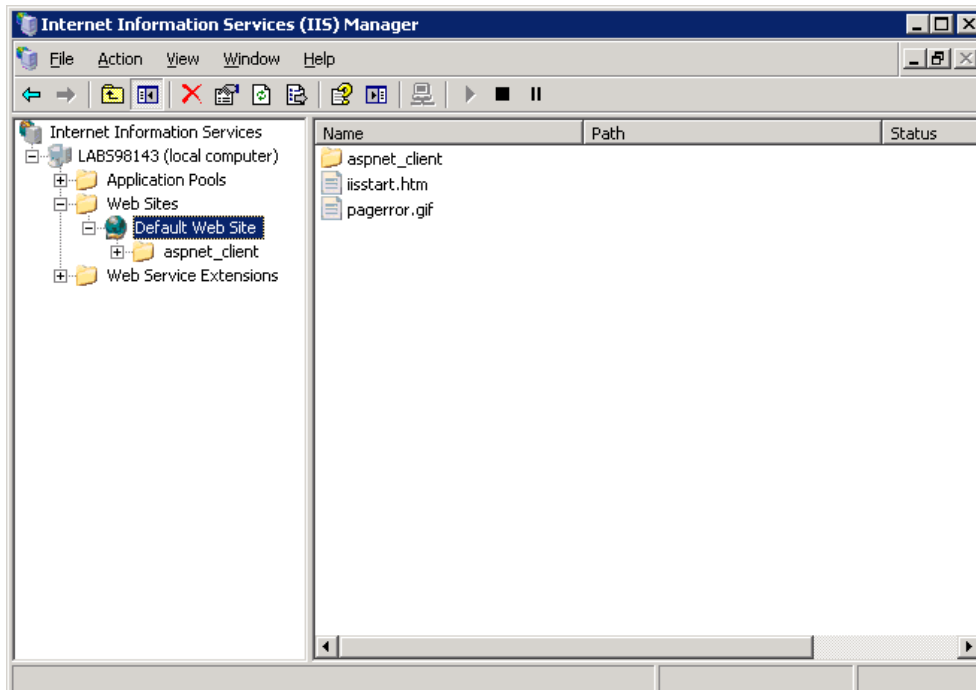 Internet Information Services (IIS) Manager
File Action View Window Help
Internet Information Services
LABS98143 (local computer)
Application Pools
Web Sites
Default Web Site
aspnet_client
Web Service Extensions
Name Path Status
aspnet_client
iisstart.htm
pagerror.gif